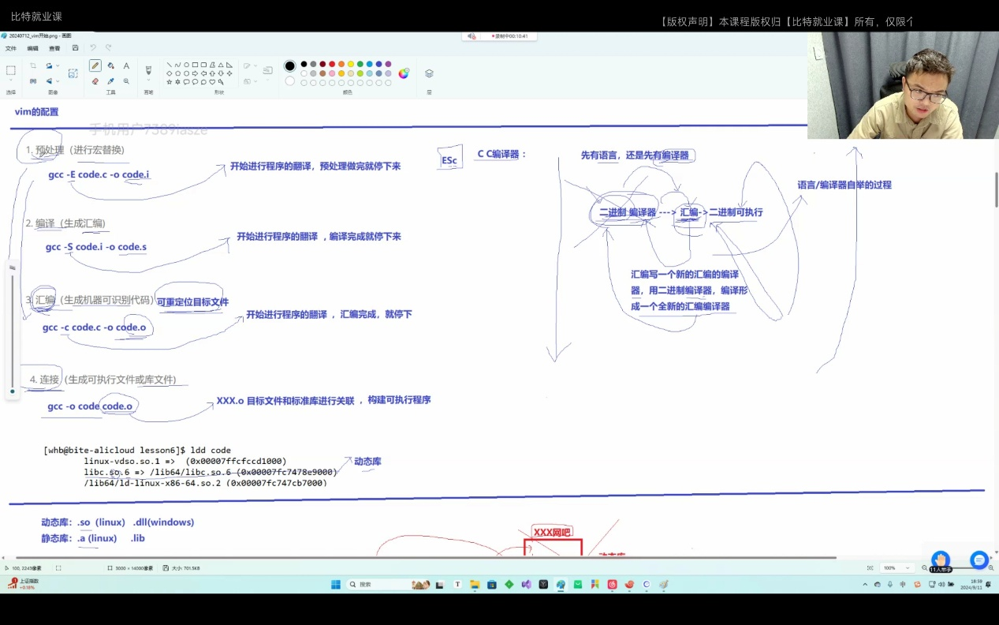 比特就业课
【版权声明】本课程版权归【比特就业课】所有，仅限个
20240712_vim开始.png - 画图
录制中00:10:41
文件 编辑 查看
选择 图像 工具 画笔 形状 颜色 层
vim的配置
手机用户7389iasze
1. 预处理（进行宏替换）
gcc -E code.c -o code.i
开始进行程序的翻译，预处理做完就停下来
2. 编译（生成汇编）
gcc -S code.i -o code.s
开始进行程序的翻译 ，编译完成就停下来
3. 汇编（生成机器可识别代码）可重定位目标文件
gcc -c code.c -o code.o
开始进行程序的翻译 ，汇编完成，就停下
4. 连接（生成可执行文件或库文件）
gcc -o code code.o
XXX.o 目标文件和标准库进行关联 ，构建可执行程序
ESc
C C编译器：
先有语言，还是先有编译器
二进制 编译器 ---> 汇编->二进制可执行
语言/编译器自举的过程
汇编写一个新的汇编的编译
器，用二进制编译器，编译形
成一个全新的汇编编译器
[whb@bite-alicloud lesson6]$ ldd code
linux-vdso.so.1 =>  (0x00007ffcfccd1000)
libc.so.6 => /lib64/libc.so.6 (0x00007fc7478e9000)
/lib64/ld-linux-x86-64.so.2 (0x00007fc747cb7000)
动态库
动态库：.so（linux) .dll(windows)
静态库：.a (linux) .lib
XXX网吧
100, 2243像素
3000 × 14000像素
大小: 701.5KB
100%
11人举手
上证指数
+0.18%
搜索
18:59
2024/9/11